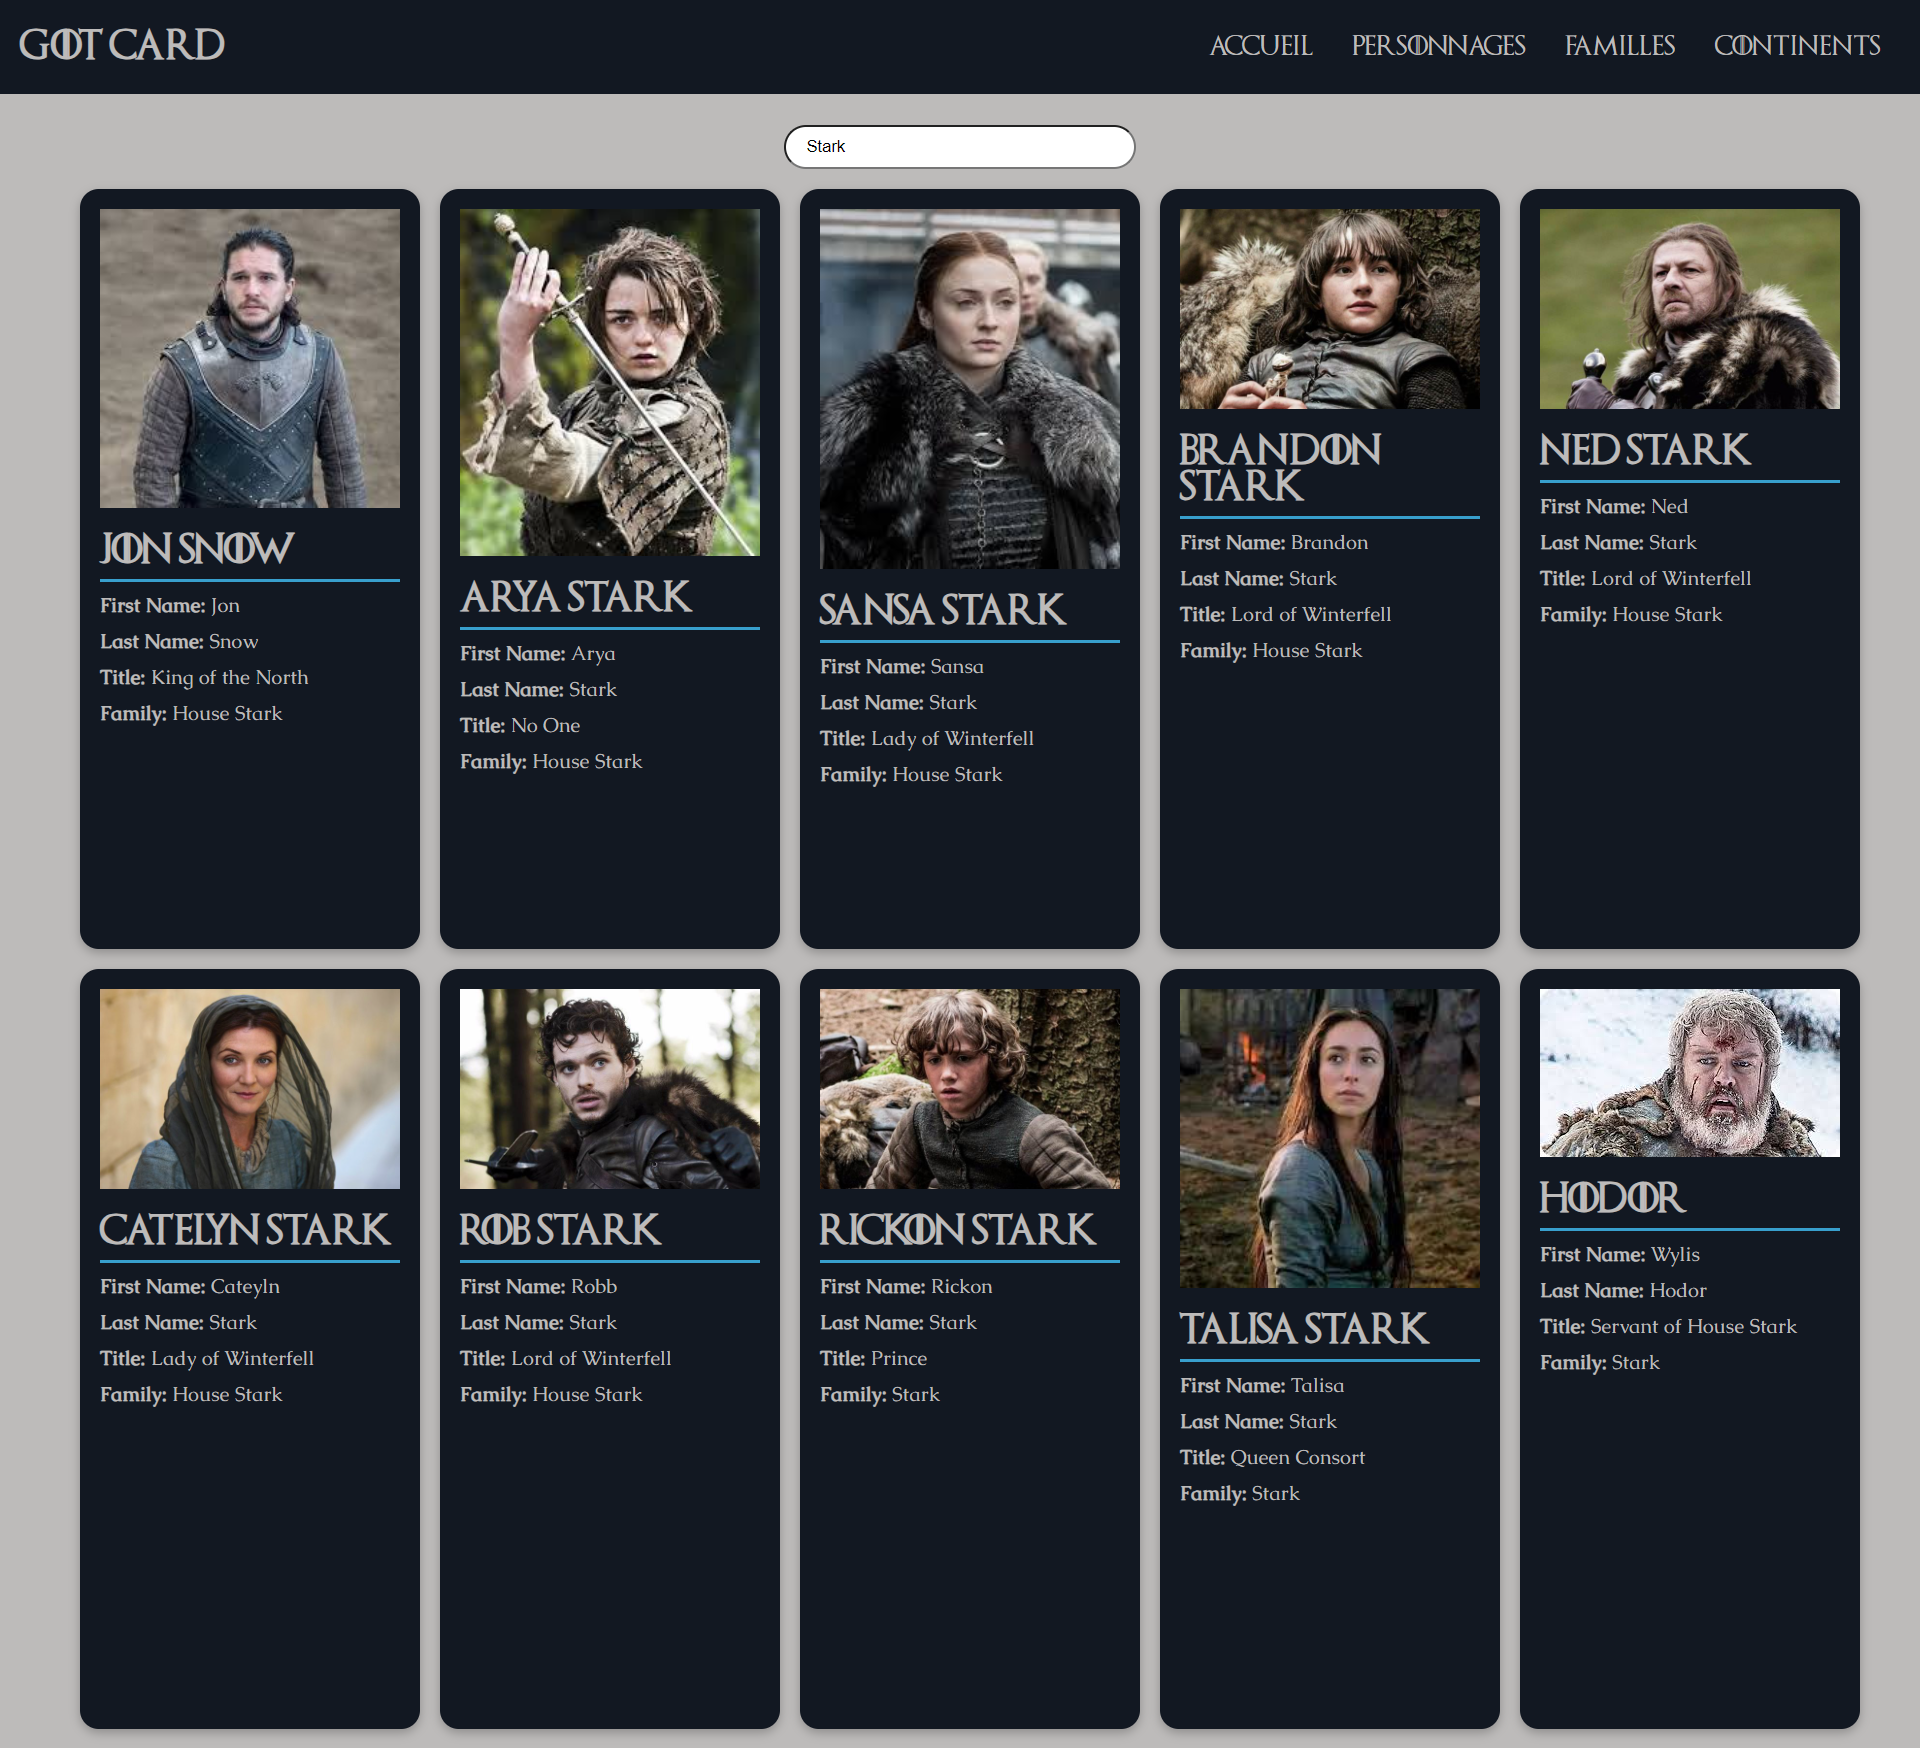 GOT CARD
ACCUEIL PERSONNAGES FAMILLES CONTINENTS
Stark
JON SNOW
First Name: Jon
Last Name: Snow
Title: King of the North
Family: House Stark
ARYA STARK
First Name: Arya
Last Name: Stark
Title: No One
Family: House Stark
SANSA STARK
First Name: Sansa
Last Name: Stark
Title: Lady of Winterfell
Family: House Stark
BRANDON
STARK
First Name: Brandon
Last Name: Stark
Title: Lord of Winterfell
Family: House Stark
NED STARK
First Name: Ned
Last Name: Stark
Title: Lord of Winterfell
Family: House Stark
CATELYN STARK
First Name: Cateyln
Last Name: Stark
Title: Lady of Winterfell
Family: House Stark
ROB STARK
First Name: Robb
Last Name: Stark
Title: Lord of Winterfell
Family: House Stark
RICKON STARK
First Name: Rickon
Last Name: Stark
Title: Prince
Family: Stark
TALISA STARK
First Name: Talisa
Last Name: Stark
Title: Queen Consort
Family: Stark
HODOR
First Name: Wylis
Last Name: Hodor
Title: Servant of House Stark
Family: Stark